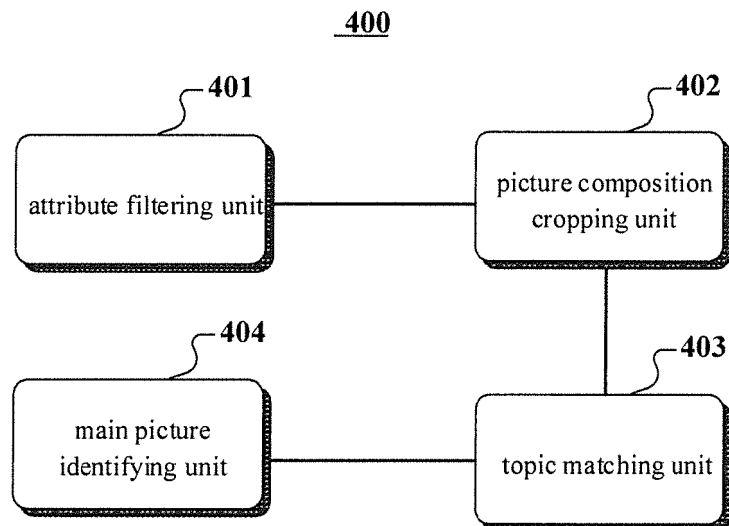 400
401
402
attribute filtering unit
picture composition
cropping unit
404
403
main picture
identifying unit
topic matching unit